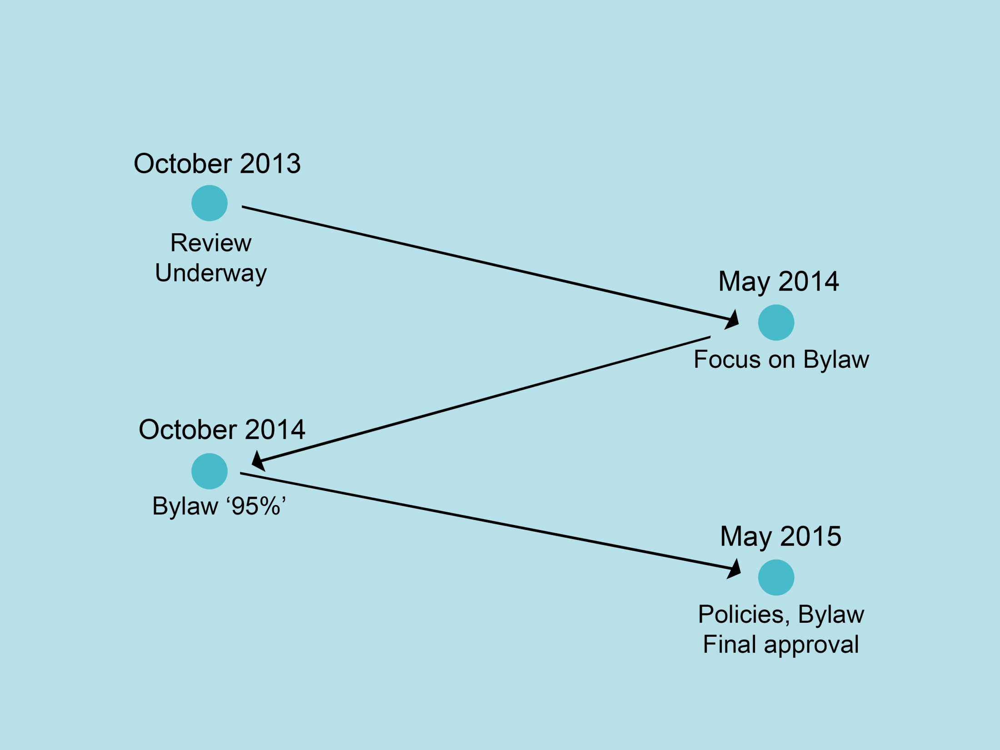 October 2013
Review
Underway
May 2014
Focus on Bylaw
October 2014
Bylaw ‘95%’
May 2015
Policies, Bylaw
Final approval